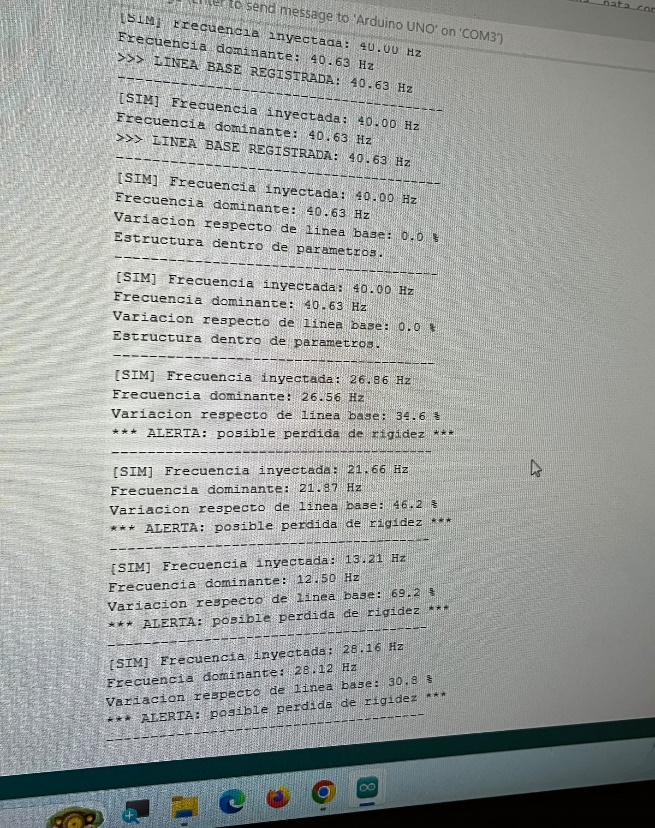 Enter to send message to 'Arduino UNO' on 'COM3')
[SIM] Frecuencia inyectada: 40.00 Hz
Frecuencia dominante: 40.63 Hz
>>> LINEA BASE REGISTRADA: 40.63 Hz
----------------------------------------
[SIM] Frecuencia inyectada: 40.00 Hz
Frecuencia dominante: 40.63 Hz
>>> LINEA BASE REGISTRADA: 40.63 Hz
----------------------------------------
[SIM] Frecuencia inyectada: 40.00 Hz
Frecuencia dominante: 40.63 Hz
Variacion respecto de linea base: 0.0 %
Estructura dentro de parametros.
----------------------------------------
[SIM] Frecuencia inyectada: 40.00 Hz
Frecuencia dominante: 40.63 Hz
Variacion respecto de linea base: 0.0 %
Estructura dentro de parametros.
----------------------------------------
[SIM] Frecuencia inyectada: 26.86 Hz
Frecuencia dominante: 26.56 Hz
Variacion respecto de linea base: 34.6 %
*** ALERTA: posible perdida de rigidez ***
----------------------------------------
[SIM] Frecuencia inyectada: 21.66 Hz
Frecuencia dominante: 21.87 Hz
Variacion respecto de linea base: 46.2 %
*** ALERTA: posible perdida de rigidez ***
----------------------------------------
[SIM] Frecuencia inyectada: 13.21 Hz
Frecuencia dominante: 12.50 Hz
Variacion respecto de linea base: 69.2 %
*** ALERTA: posible perdida de rigidez ***
----------------------------------------
[SIM] Frecuencia inyectada: 28.16 Hz
Frecuencia dominante: 28.12 Hz
Variacion respecto de linea base: 30.8 %
*** ALERTA: posible perdida de rigidez ***
----------------------------------------